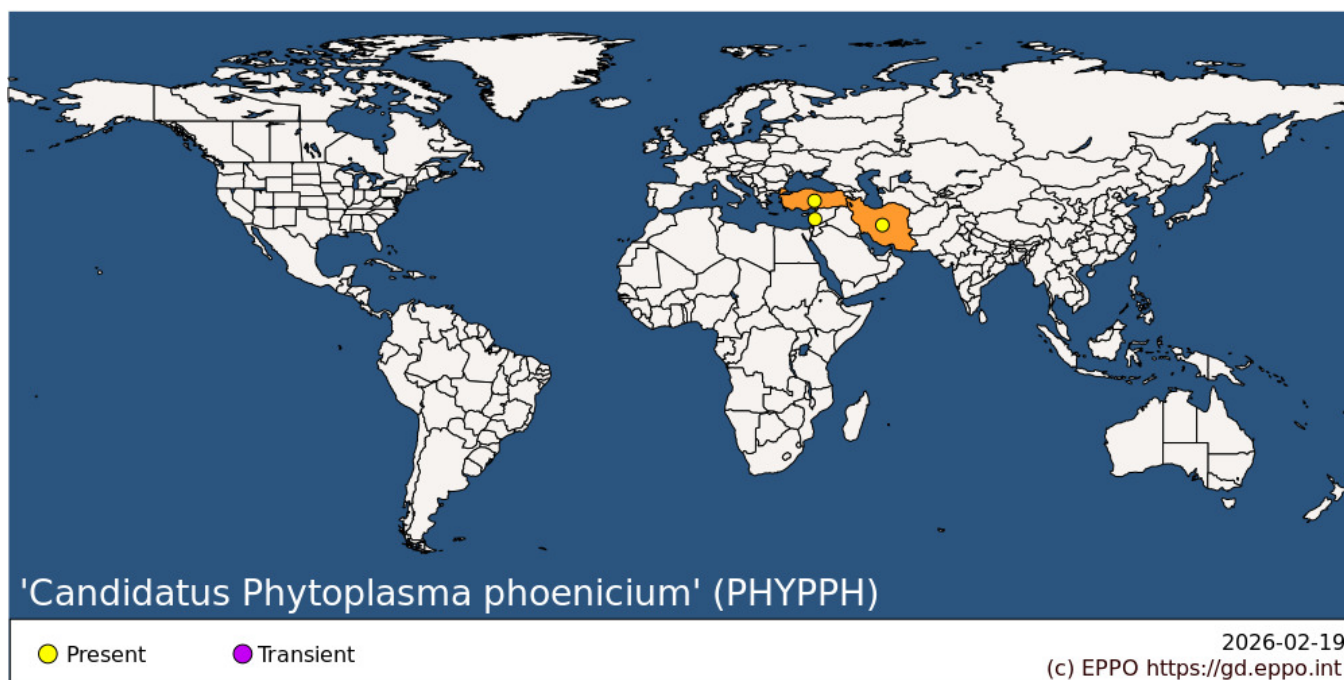 'Candidatus Phytoplasma phoenicium' (PHYPPH)
Present
Transient
2026-02-19
(c) EPPO https://gd.eppo.int